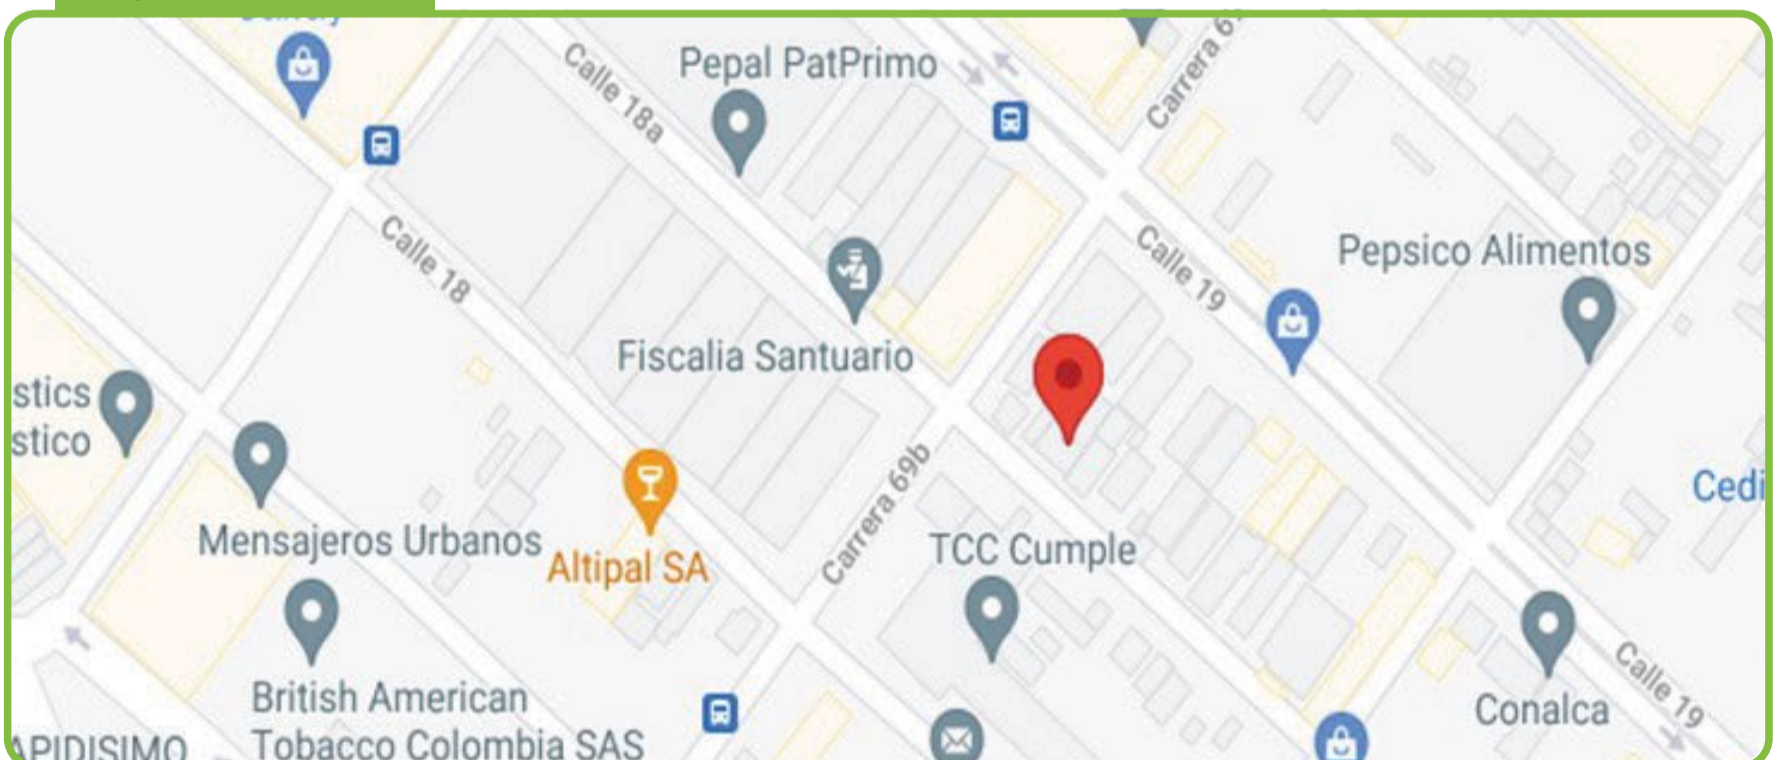 Calle 18a
Pepal PatPrimo
Carrera
Calle 18
Calle 19
Pepsico Alimentos
Fiscalia Santuario
stics
stico
Carrera 69b
Cedi
Mensajeros Urbanos
Altipal SA
TCC Cumple
British American
Tobacco Colombia SAS
Conalca
Calle 19
APIDISIMO